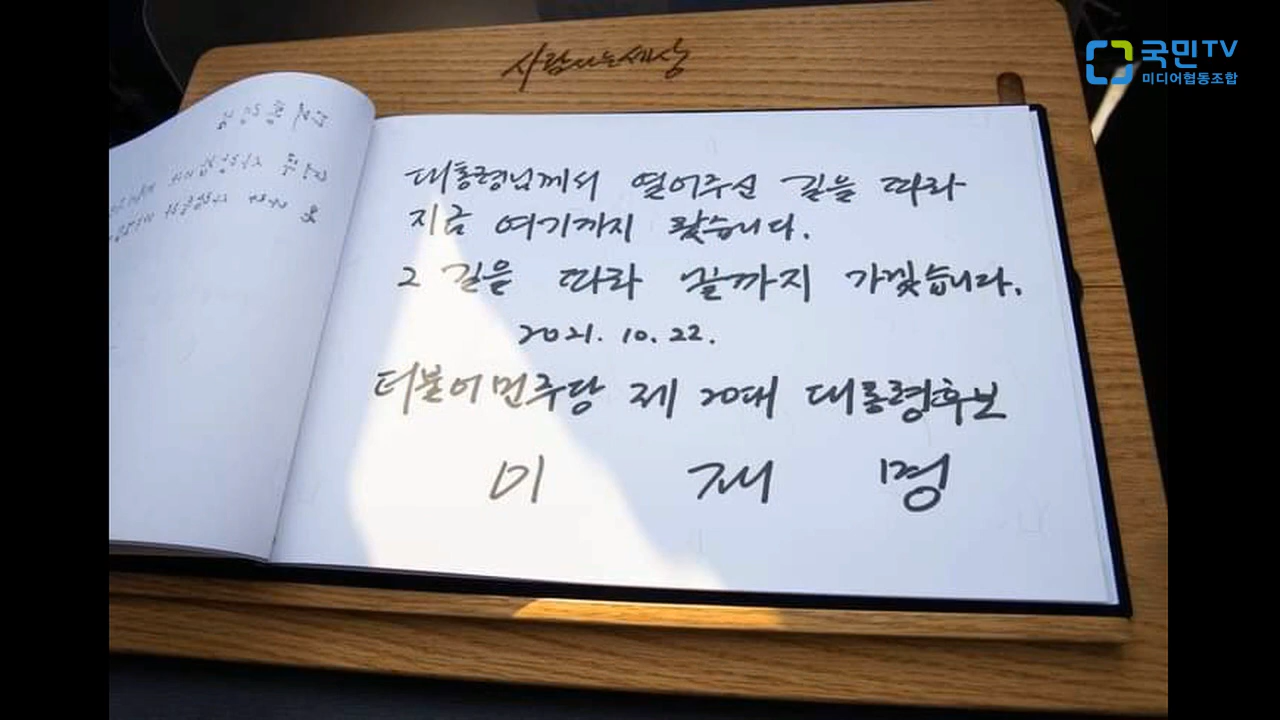 사람사는세상
국민TV
미디어협동조합
대통령님께서 열어주신 길을 따라
지금 여기까지 왔습니다.
그 길을 따라 끝까지 가겠습니다.
2021. 10. 22.
더불어민주당 제 20대 대통령후보
이 재 명